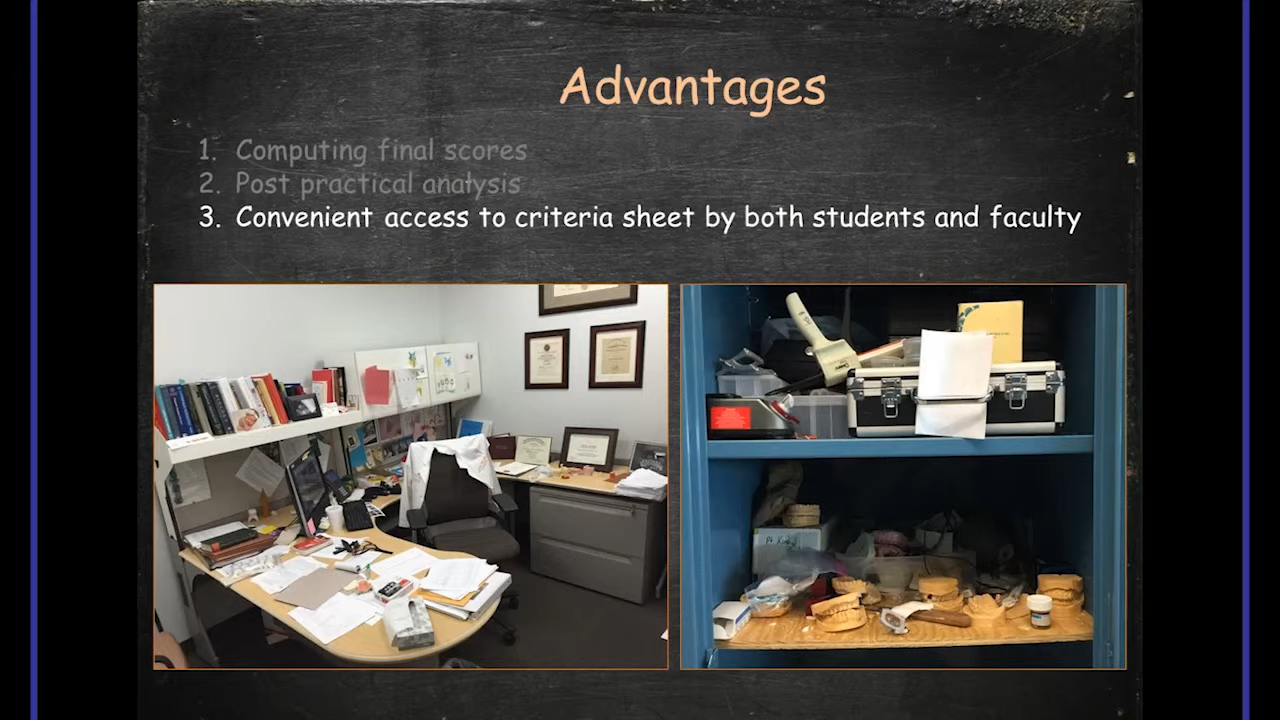 Advantages
1. Computing final scores
2. Post practical analysis
3. Convenient access to criteria sheet by both students and faculty